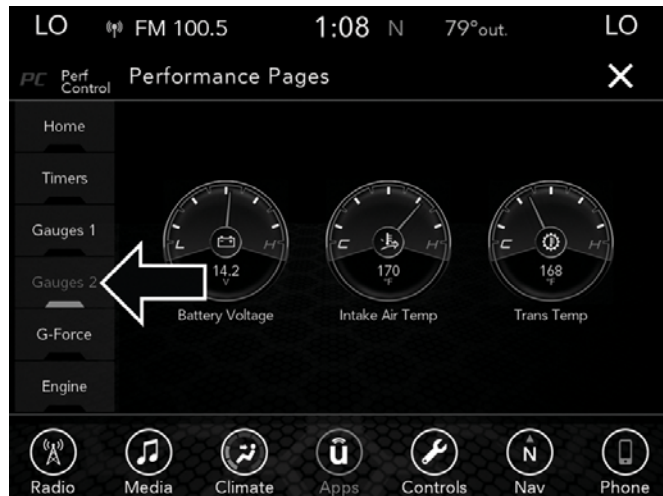 LO FM 100.5 1:08 N 79°out. LO
PC Perf Control Performance Pages
Home
Timers
Gauges 1
Gauges 2
G-Force
Engine
L H
14.2
V
Battery Voltage
C H
170
°F
Intake Air Temp
C H
168
°F
Trans Temp
Radio Media Climate Apps Controls Nav Phone
û
N